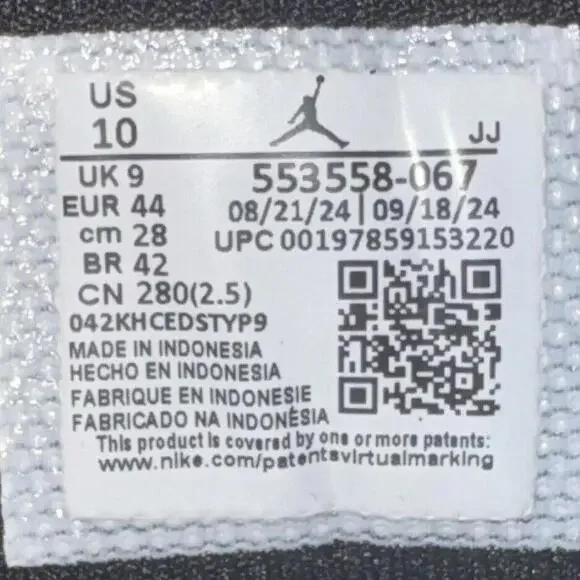 US
10
JJ
UK 9
553558-067
EUR 44
08/21/24 | 09/18/24
cm 28
UPC 00197859153220
BR 42
CN 280(2.5)
042KHCEDSTYP9
MADE IN INDONESIA
HECHO EN INDONESIA
FABRIQUE EN INDONESIE
FABRICADO NA INDONÉSIA
This product is covered by one or more patents:
www.nike.com/patentsvirtualmarking